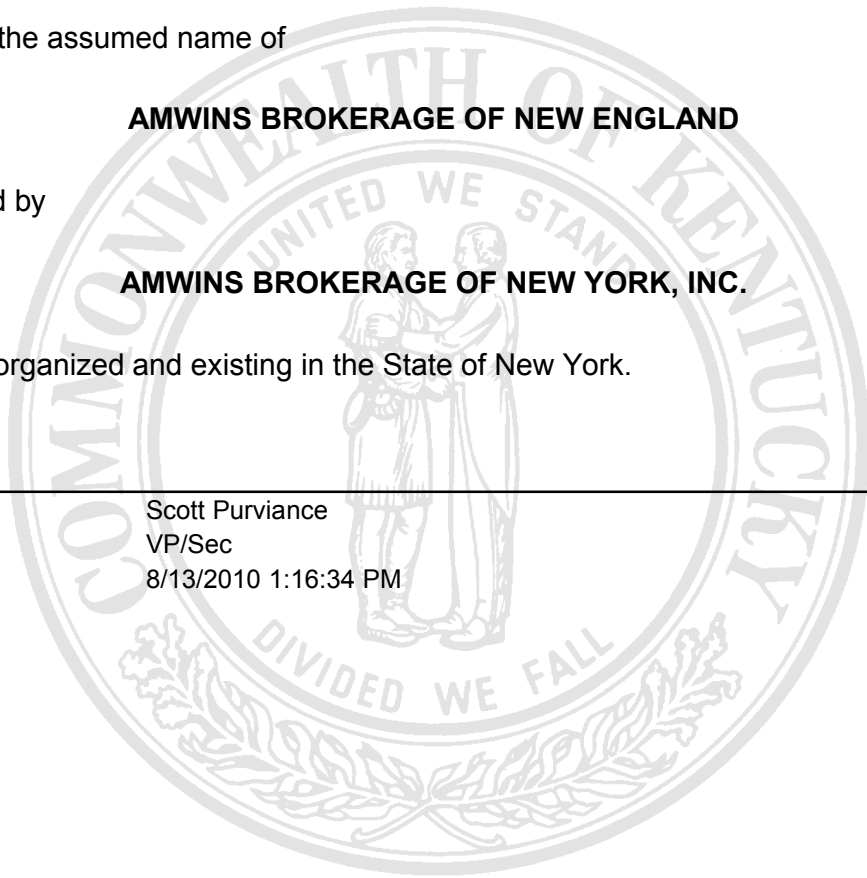 the assumed name of
AMWINS BROKERAGE OF NEW ENGLAND
d by
AMWINS BROKERAGE OF NEW YORK, INC.
organized and existing in the State of New York.
Scott Purviance
VP/Sec
8/13/2010 1:16:34 PM
COMMONWEALTH OF KENTUCKY
UNITED WE STAND
DIVIDED WE FALL